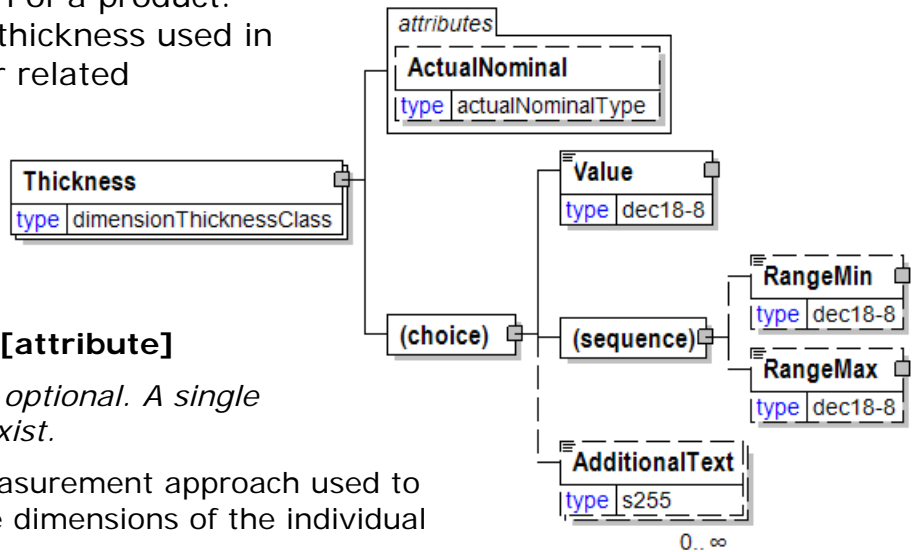 a product.
thickness used in
related
attributes
ActualNominal
type actualNominalType
Thickness
type dimensionThicknessClass
Value
type dec18-8
RangeMin
type dec18-8
(choice)
(sequence)
RangeMax
type dec18-8
AdditionalText
type s255
0.. ∞
[attribute]
optional. A single
xist.
asurement approach used to
e dimensions of the individual